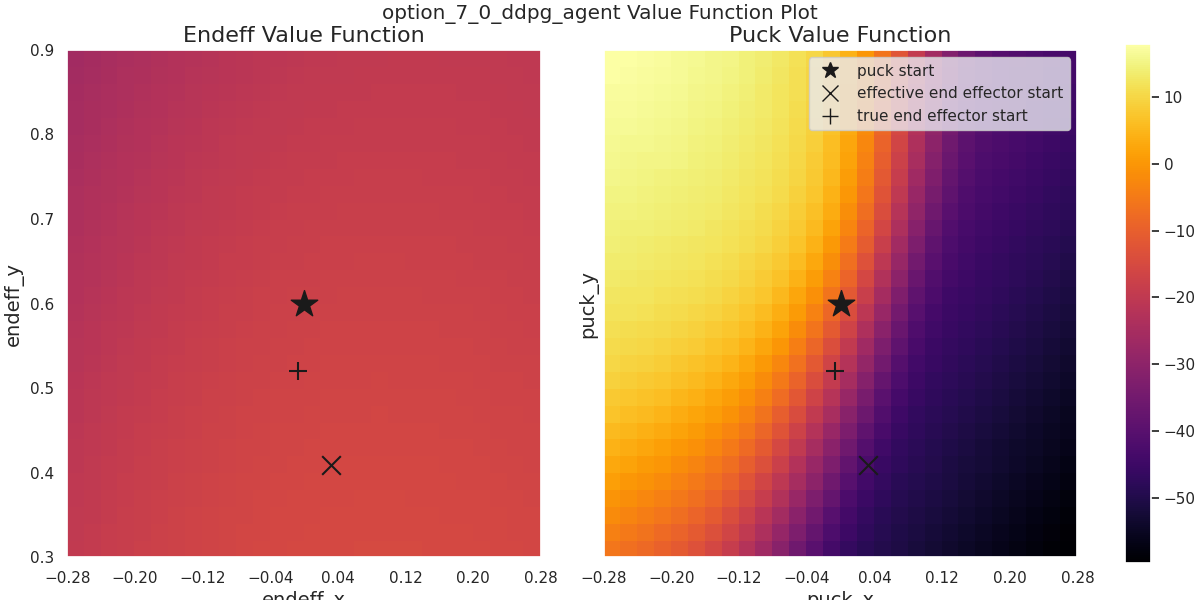 option_7_0_ddpg_agent Value Function Plot
Endeff Value Function
Puck Value Function
0.9
0.8
0.7
0.6
0.5
0.4
0.3
endeff_y
−0.28 −0.20 −0.12 −0.04 0.04 0.12 0.20 0.28
endeff_x
puck_y
puck start
effective end effector start
true end effector start
−0.28 −0.20 −0.12 −0.04 0.04 0.12 0.20 0.28
puck_x
10
0
−10
−20
−30
−40
−50